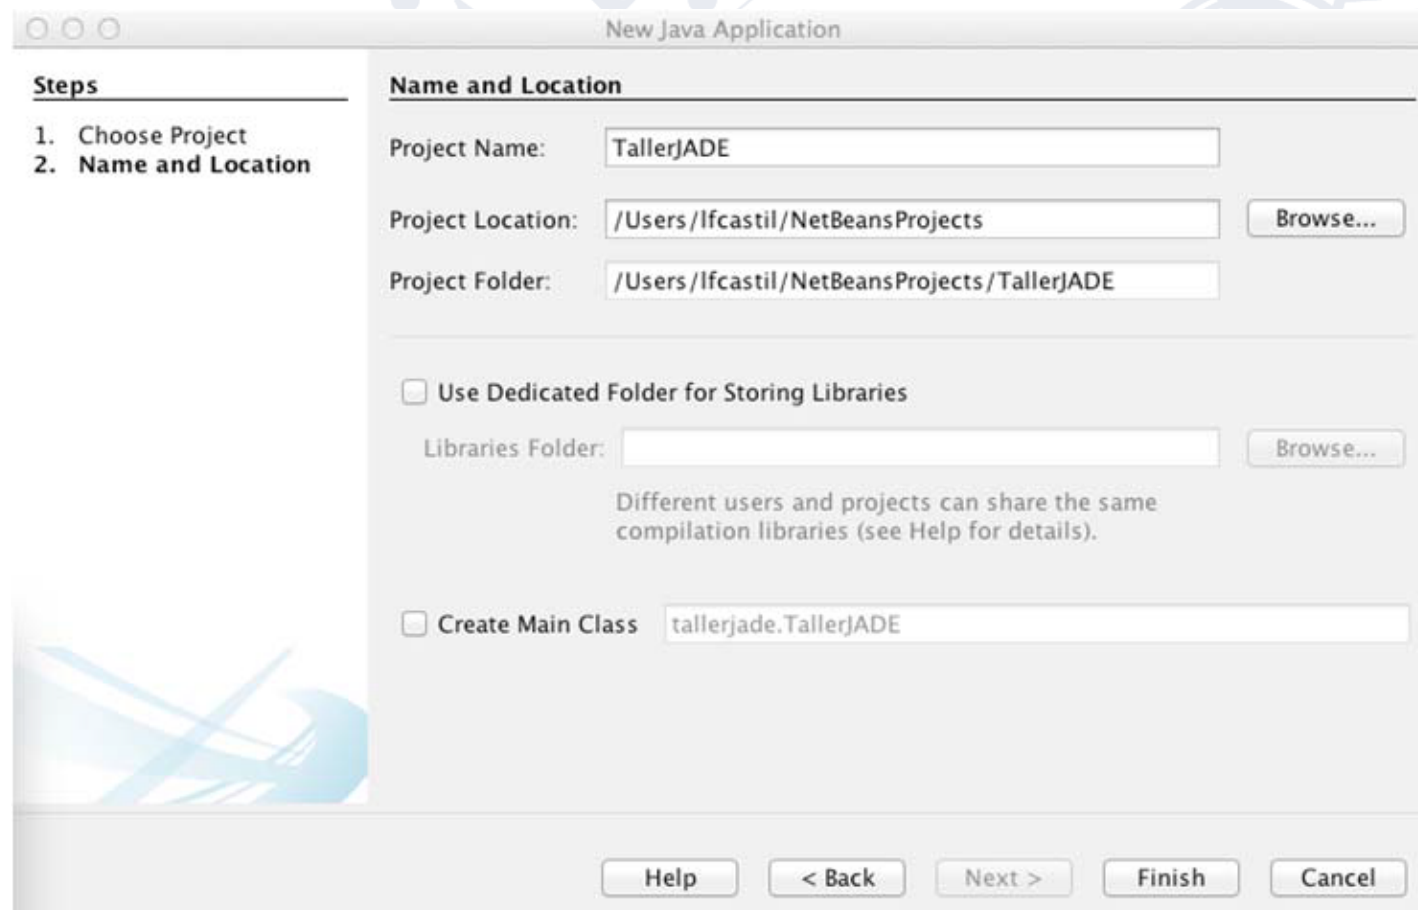 New Java Application
Steps
1. Choose Project
2. Name and Location
Name and Location
Project Name: TallerJADE
Project Location: /Users/lfcastil/NetBeansProjects Browse...
Project Folder: /Users/lfcastil/NetBeansProjects/TallerJADE
Use Dedicated Folder for Storing Libraries
Libraries Folder: Browse...
Different users and projects can share the same
compilation libraries (see Help for details).
Create Main Class tallerjade.TallerJADE
Help < Back Next > Finish Cancel